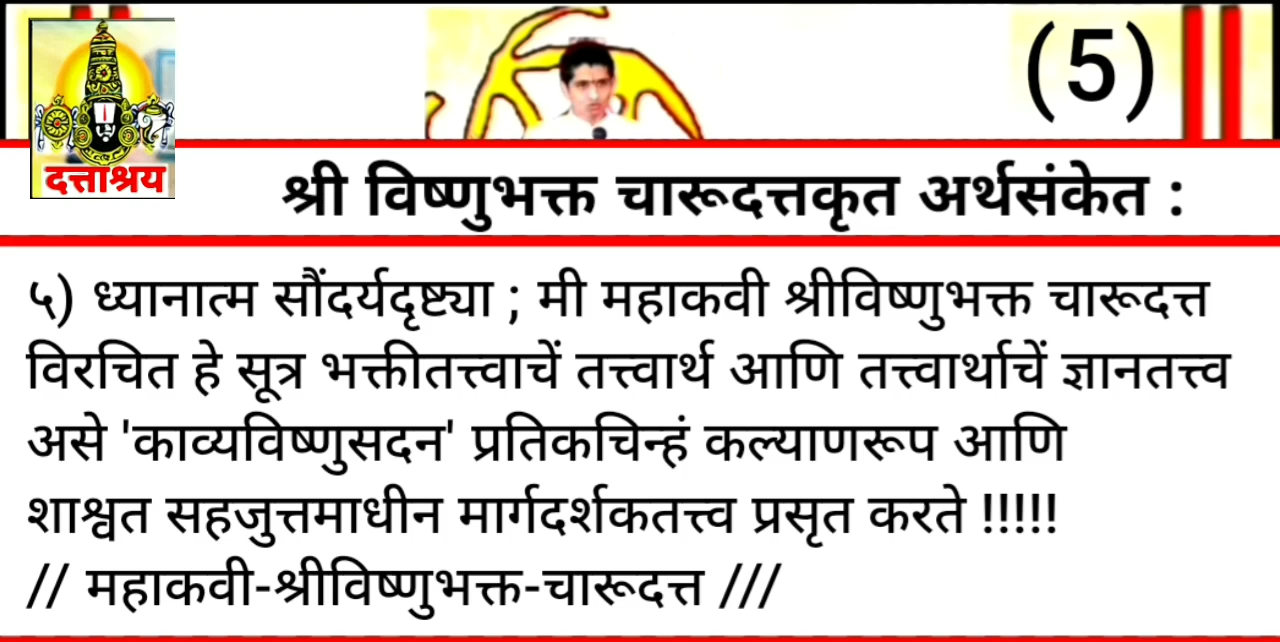 (5)
दत्ताश्रय
श्री विष्णुभक्त चारूदत्तकृत अर्थसंकेत :
५) ध्यानात्म सौंदर्यदृष्ट्या ; मी महाकवी श्रीविष्णुभक्त चारूदत्त
विरचित हे सूत्र भक्तीतत्त्वाचें तत्त्वार्थ आणि तत्त्वार्थाचें ज्ञानतत्त्व
असे 'काव्यविष्णुसदन' प्रतिकचिन्हं कल्याणरूप आणि
शाश्वत सहजुत्तमाधीन मार्गदर्शकतत्त्व प्रसृत करते !!!!!
// महाकवी-श्रीविष्णुभक्त-चारूदत्त ///